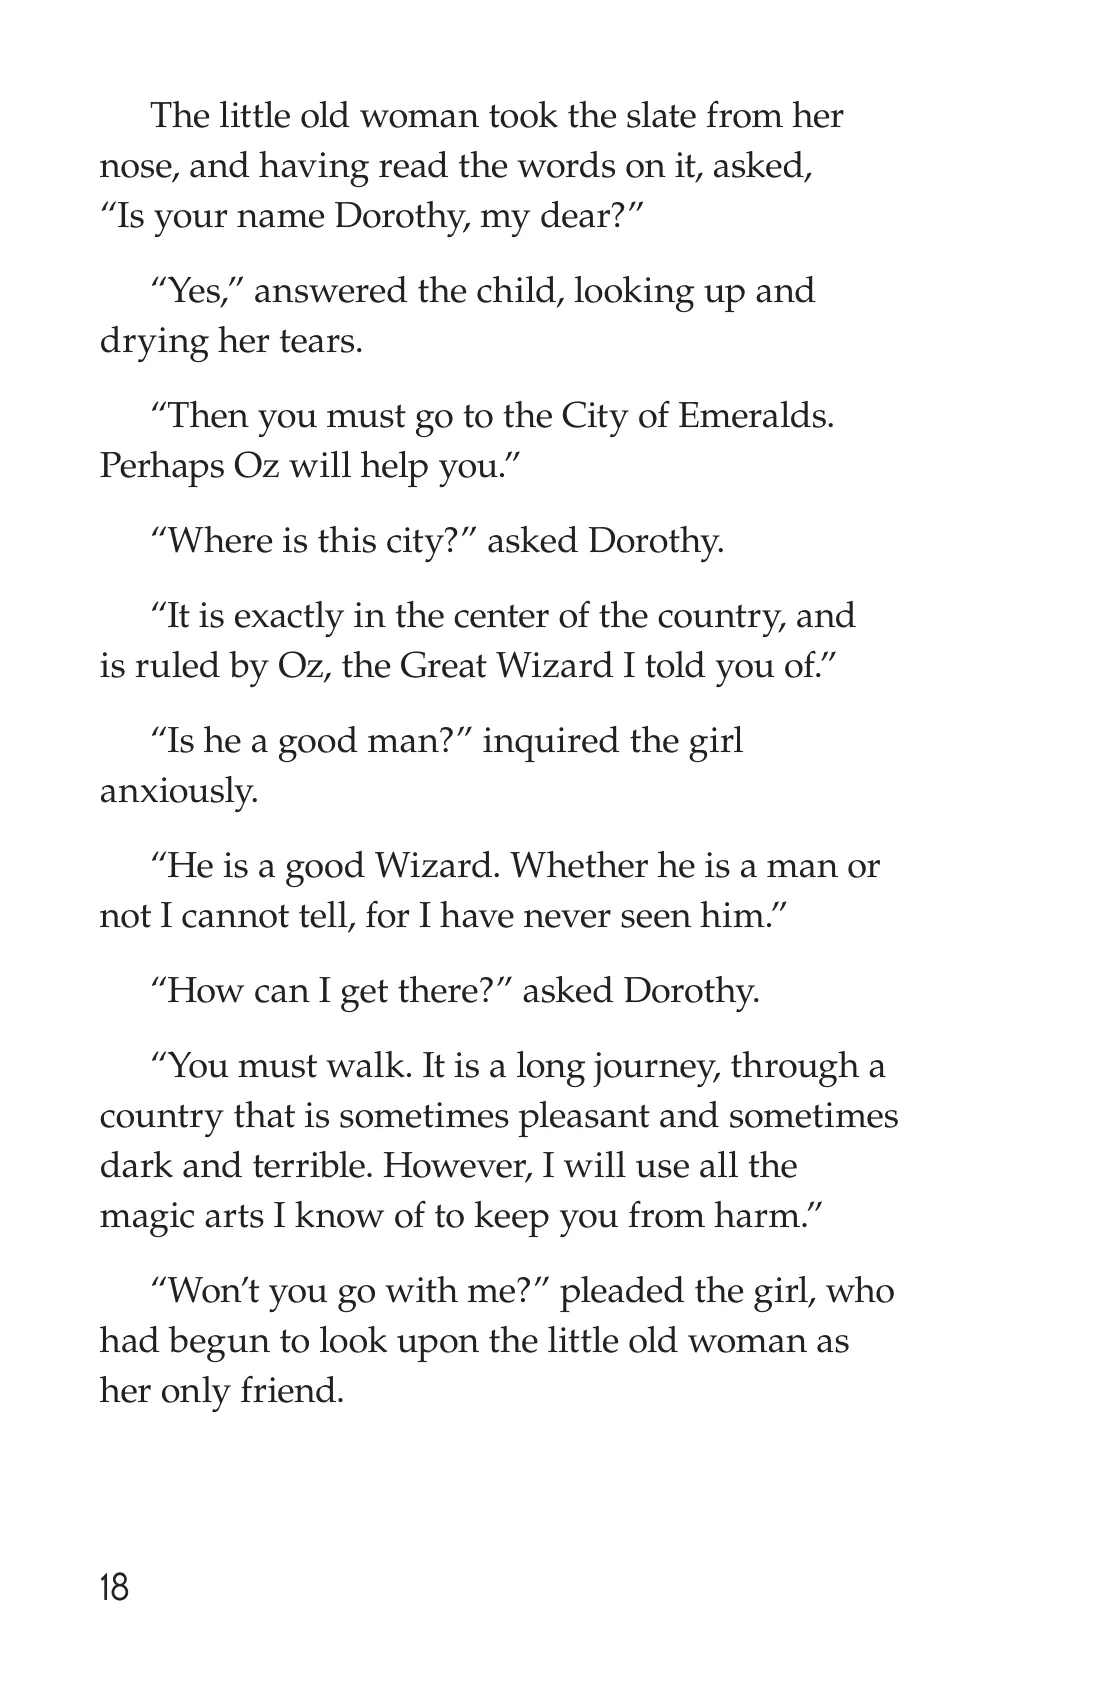 The little old woman took the slate from her
nose, and having read the words on it, asked,
“Is your name Dorothy, my dear?”
“Yes,” answered the child, looking up and
drying her tears.
“Then you must go to the City of Emeralds.
Perhaps Oz will help you.”
“Where is this city?” asked Dorothy.
“It is exactly in the center of the country, and
is ruled by Oz, the Great Wizard I told you of.”
“Is he a good man?” inquired the girl
anxiously.
“He is a good Wizard. Whether he is a man or
not I cannot tell, for I have never seen him.”
“How can I get there?” asked Dorothy.
“You must walk. It is a long journey, through a
country that is sometimes pleasant and sometimes
dark and terrible. However, I will use all the
magic arts I know of to keep you from harm.”
“Won’t you go with me?” pleaded the girl, who
had begun to look upon the little old woman as
her only friend.
18